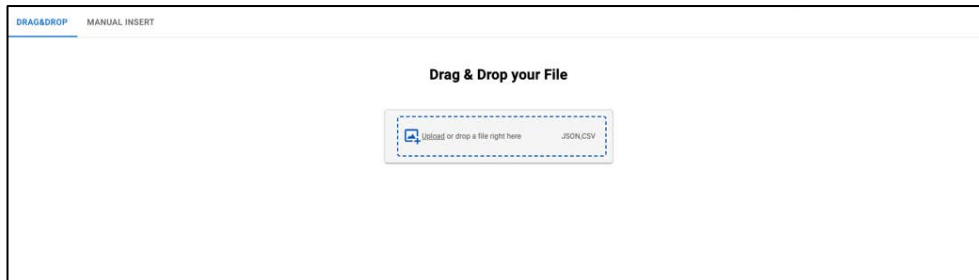 DRAG&DROP MANUAL INSERT
Drag & Drop your File
Upload or drop a file right here JSON,CSV